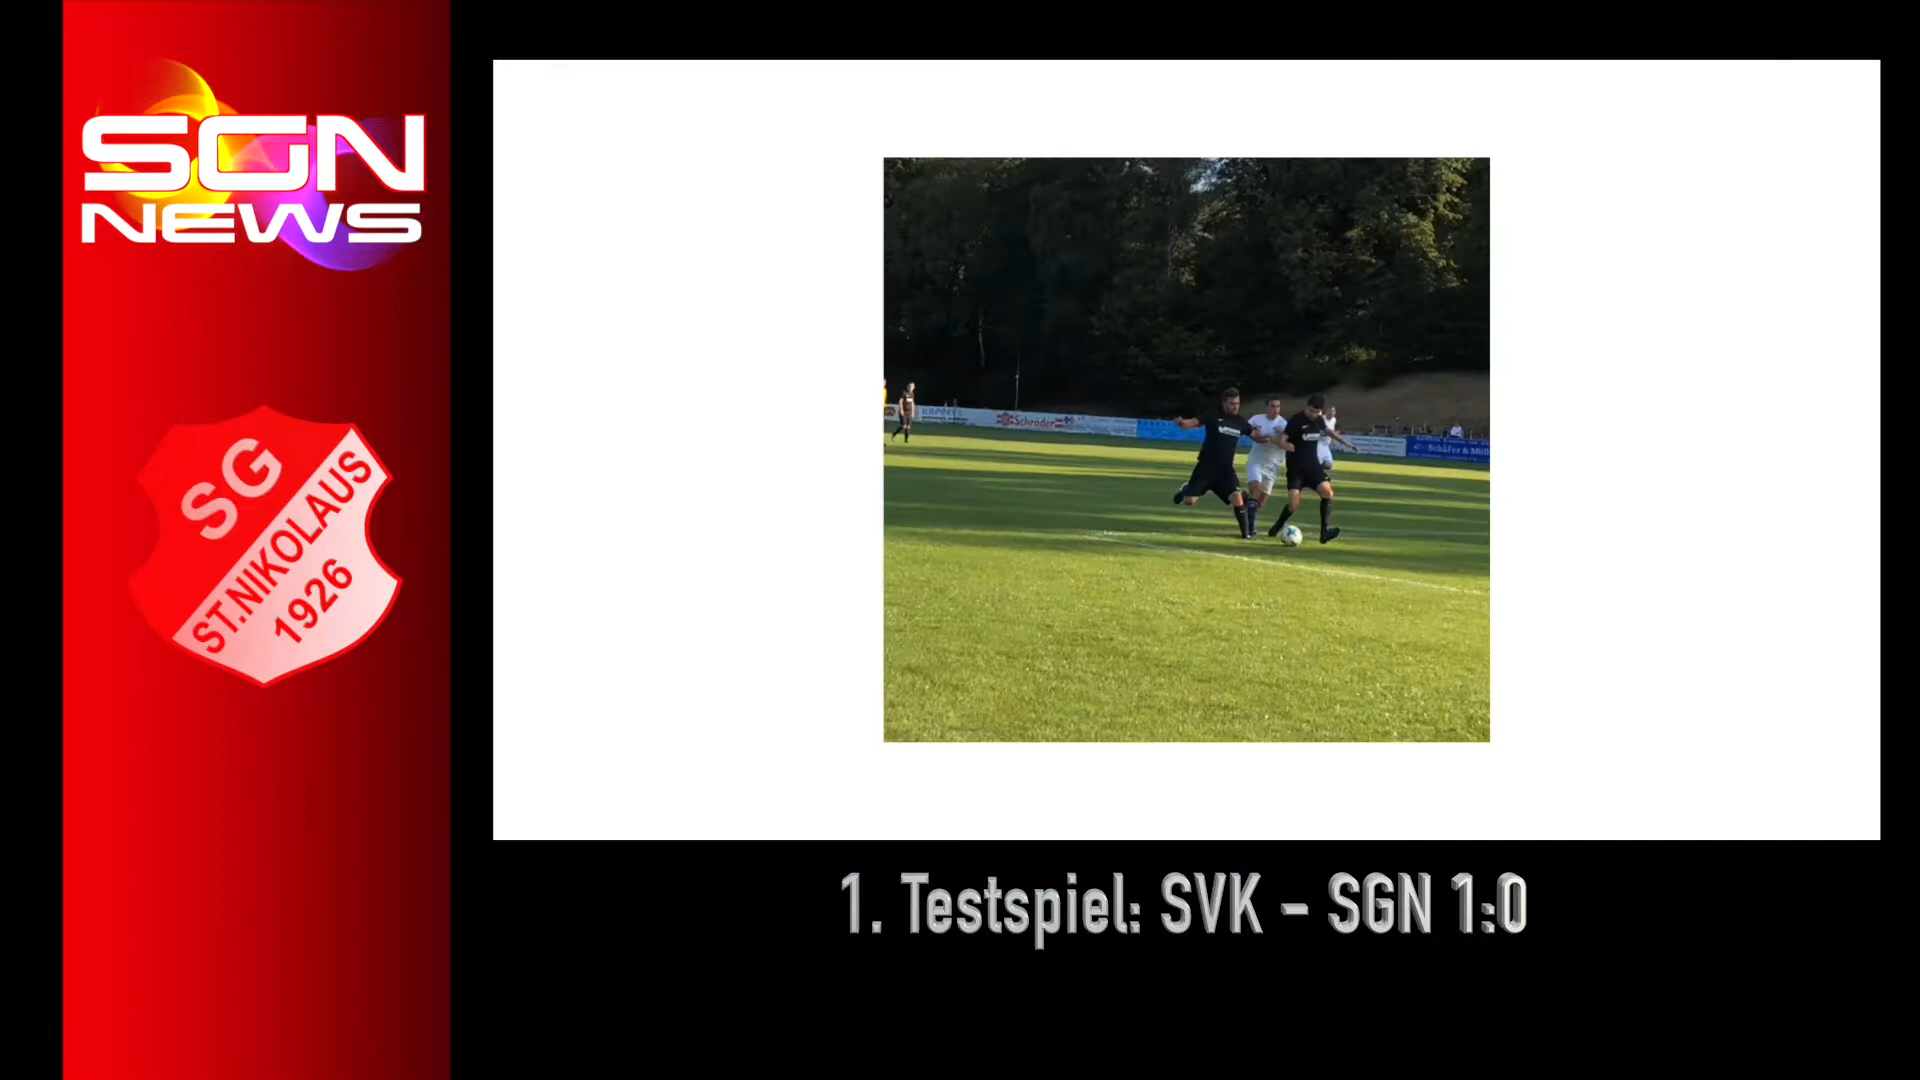 SGN
NEWS
SG
ST.NIKOLAUS
1926
Schröder
Schäfer & Müll
1. Testspiel: SVK - SGN 1:0